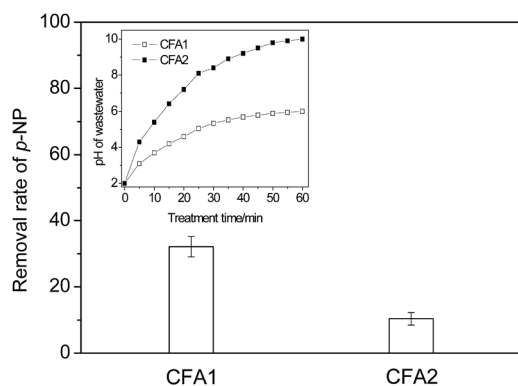 Removal rate of p-NP
100
80
60
40
20
0
CFA1
CFA2
pH of wastewater
10
8
6
4
2
CFA1
CFA2
0 10 20 30 40 50 60
Treatment time/min